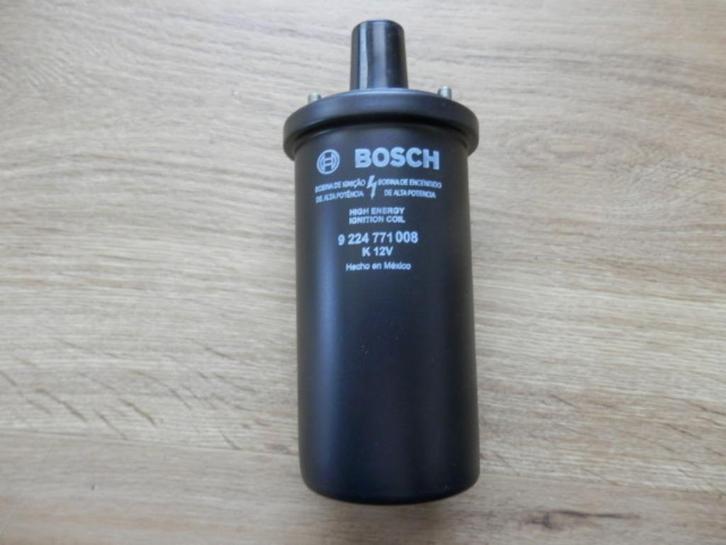 BOSCH
BOBINA DE IGNIÇÃO BOBINA DE ENCENDIDO
DE ALTA POTÊNCIA DE ALTA POTENCIA
HIGH ENERGY
IGNITION COIL
9 224 771 008
K 12V
Hecho en México